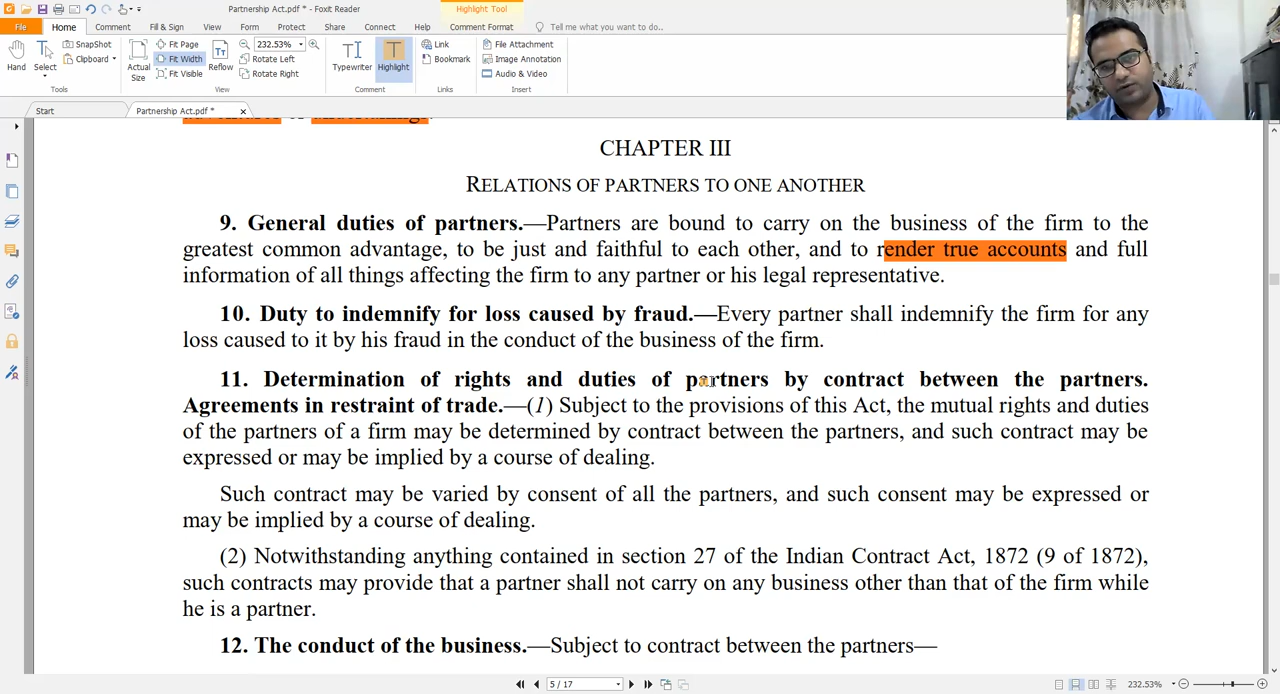 Partnership Act.pdf * - Foxit Reader
Highlight Tool
File Home Comment Fill & Sign View Form Protect Share Connect Help Comment Format Tell me what you want to do...
Hand
Select
SnapShot
Clipboard
Tools
Actual Size
Fit Page
Fit Width
Fit Visible
Reflow
232.53%
Rotate Left
Rotate Right
View
Typewriter
Highlight
Comment
Link
Bookmark
Links
File Attachment
Image Annotation
Audio & Video
Insert
Start
Partnership Act.pdf *
CHAPTER III
RELATIONS OF PARTNERS TO ONE ANOTHER
9. General duties of partners.—Partners are bound to carry on the business of the firm to the
greatest common advantage, to be just and faithful to each other, and to render true accounts and full
information of all things affecting the firm to any partner or his legal representative.
10. Duty to indemnify for loss caused by fraud.—Every partner shall indemnify the firm for any
loss caused to it by his fraud in the conduct of the business of the firm.
11. Determination of rights and duties of partners by contract between the partners.
Agreements in restraint of trade.—(1) Subject to the provisions of this Act, the mutual rights and duties
of the partners of a firm may be determined by contract between the partners, and such contract may be
expressed or may be implied by a course of dealing.
Such contract may be varied by consent of all the partners, and such consent may be expressed or
may be implied by a course of dealing.
(2) Notwithstanding anything contained in section 27 of the Indian Contract Act, 1872 (9 of 1872),
such contracts may provide that a partner shall not carry on any business other than that of the firm while
he is a partner.
12. The conduct of the business.—Subject to contract between the partners—
5 / 17
232.53%